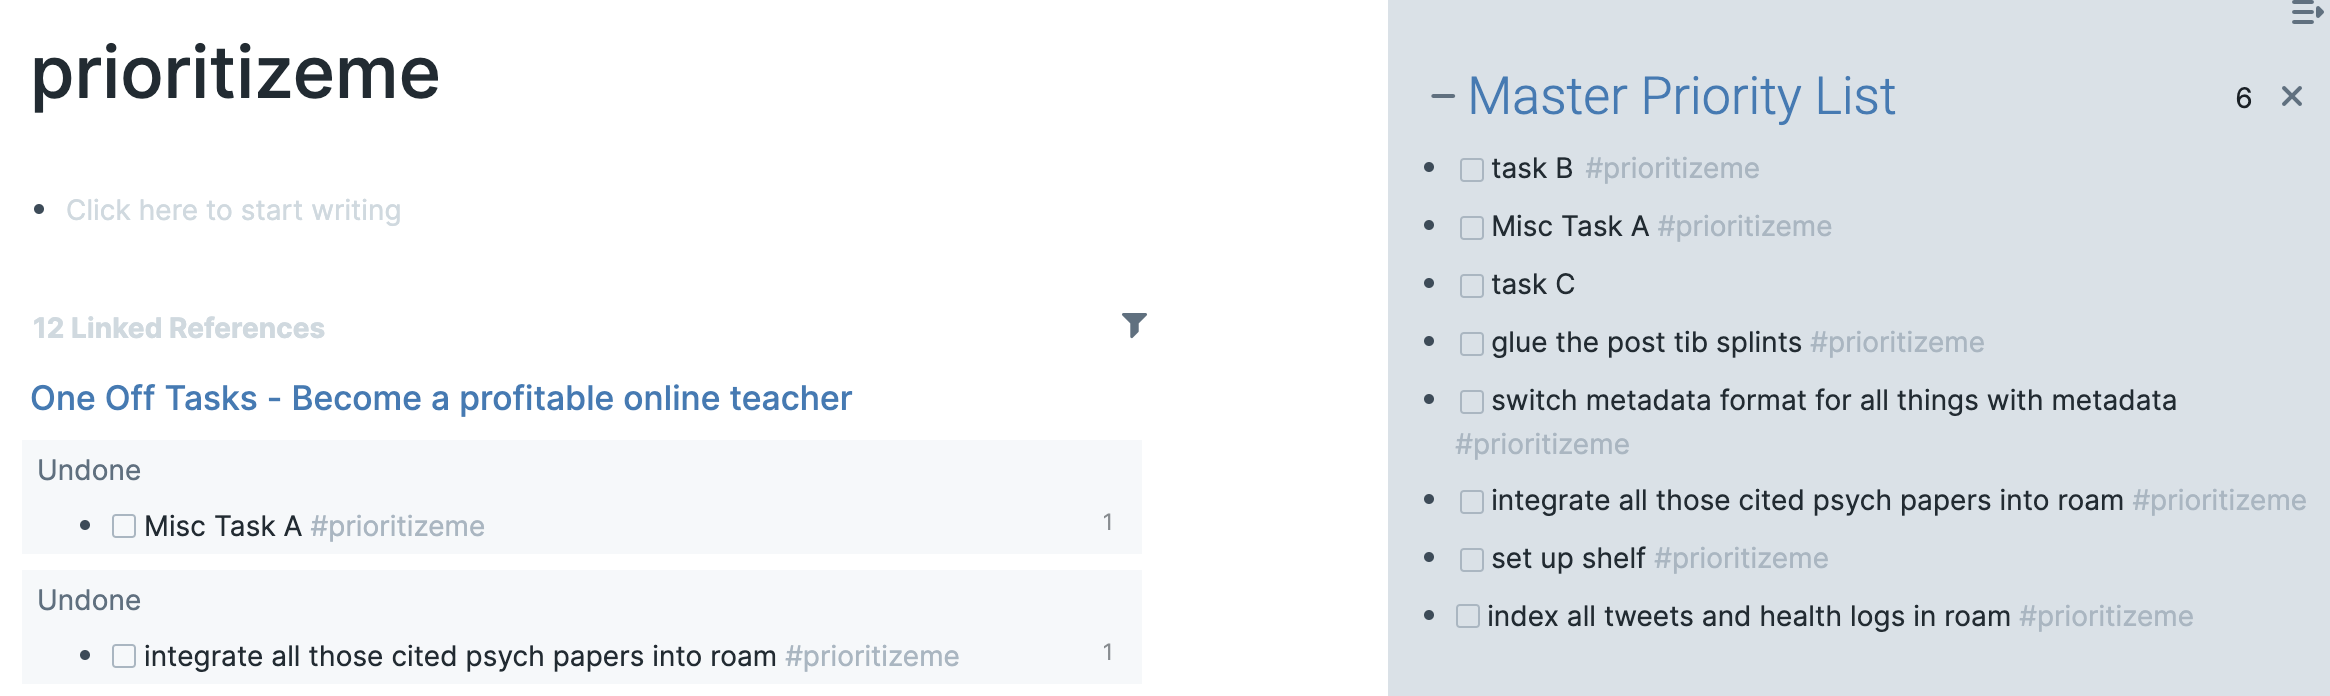 prioritizeme
Click here to start writing
12 Linked References
One Off Tasks - Become a profitable online teacher
Undone
Misc Task A #prioritizeme 1
Undone
integrate all those cited psych papers into roam #prioritizeme 1
Master Priority List 6
task B #prioritizeme
Misc Task A #prioritizeme
task C
glue the post tib splints #prioritizeme
switch metadata format for all things with metadata
#prioritizeme
integrate all those cited psych papers into roam #prioritizeme
set up shelf #prioritizeme
index all tweets and health logs in roam #prioritizeme